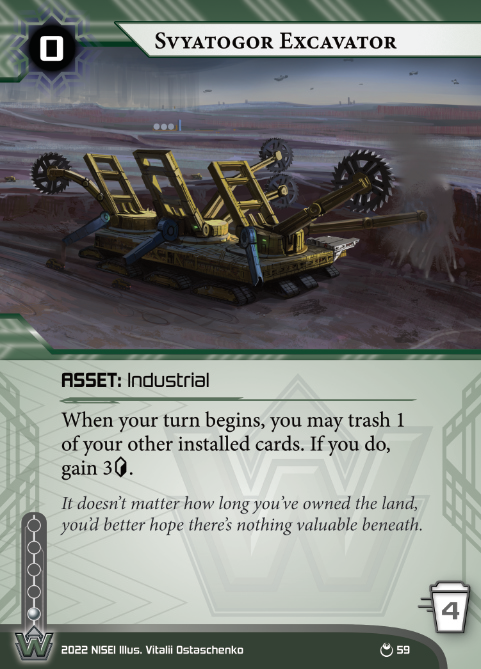 0
Svyatogor Excavator
ASSET: Industrial
When your turn begins, you may trash 1
of your other installed cards. If you do,
gain 3.
It doesn't matter how long you've owned the land,
you'd better hope there's nothing valuable beneath.
4
2022 NISEI Illus. Vitalii Ostaschenko
59